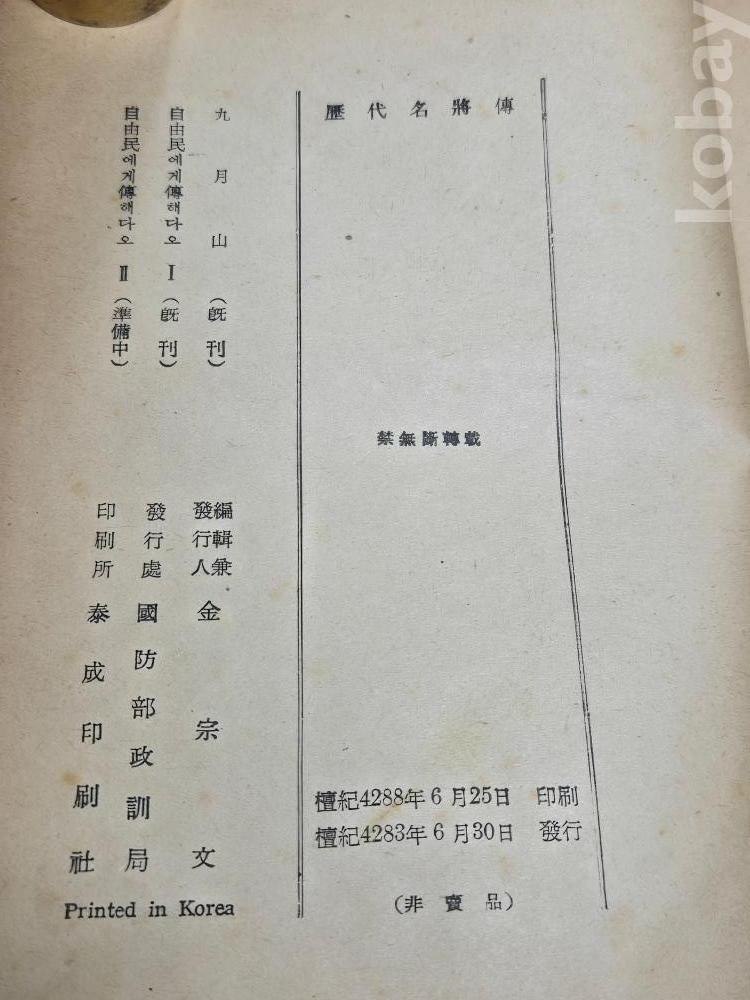 歷代名將傳
禁無斷轉載
檀紀4288年6月25日 印刷
檀紀4283年6月30日 發行
(非賣品)
九月山 (旣刊)
自由民에게傳해다오 Ⅰ (旣刊)
自由民에게傳해다오 Ⅱ (準備中)
編輯兼
發行人 金宗文
發行處 國防部政訓局
印刷所 泰成印刷社
Printed in Korea
kobay